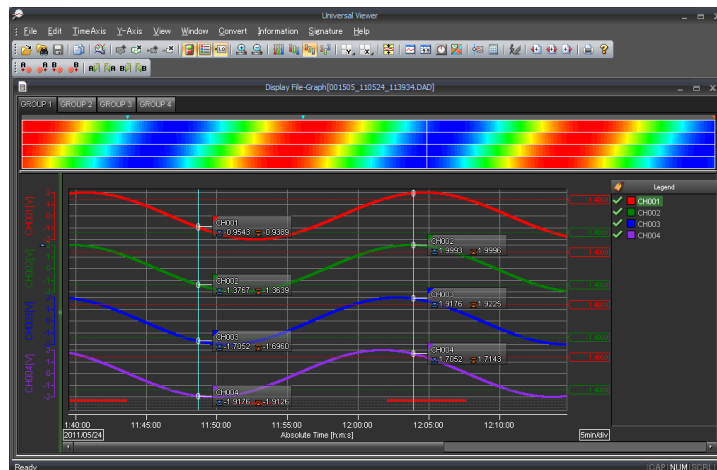 Universal Viewer
File Edit TimeAxis Y-Axis View Window Convert Information Signature Help
Display File-Graph[001505_110524_113934.DAD]
GROUP 1 GROUP 2 GROUP 3 GROUP 4
Legend
CH001
CH002
CH003
CH004
CH001[V]
CH002[V]
CH004[V]
CH001
-0.9543 -0.9389
CH002
1.9993 1.9996
CH002
-1.3767 -1.3639
1.9176 1.9225
CH003
-1.7052 -1.6960
CH004
1.7052 1.7143
CH004
-1.9176 -1.9126
1:40:00 11:45:00 11:50:00 11:55:00 12:00:00 12:05:00 12:10:00
2011/05/24 Absolute Time [h:m:s] 5min/div
Ready CAP NUM SCRL